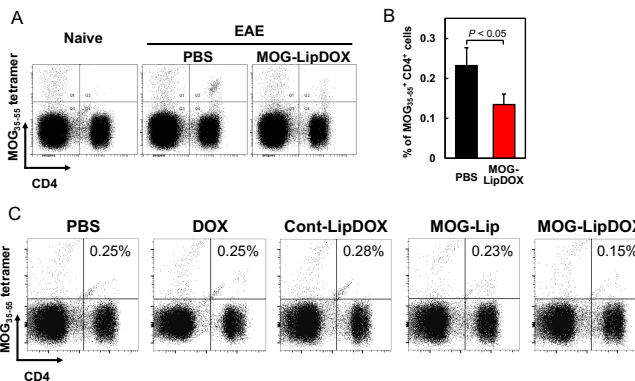 A
Naive
EAE
PBS
MOG-LipDOX
MOG35-55 tetramer
CD4
B
P < 0.05
% of MOG35-55+ CD4+ cells
0.3
0.2
0.1
0
PBS
MOG-
LipDOX
C
PBS
DOX
Cont-LipDOX
MOG-Lip
MOG-LipDOX
0.25%
0.25%
0.28%
0.23%
0.15%
MOG35-55 tetramer
CD4